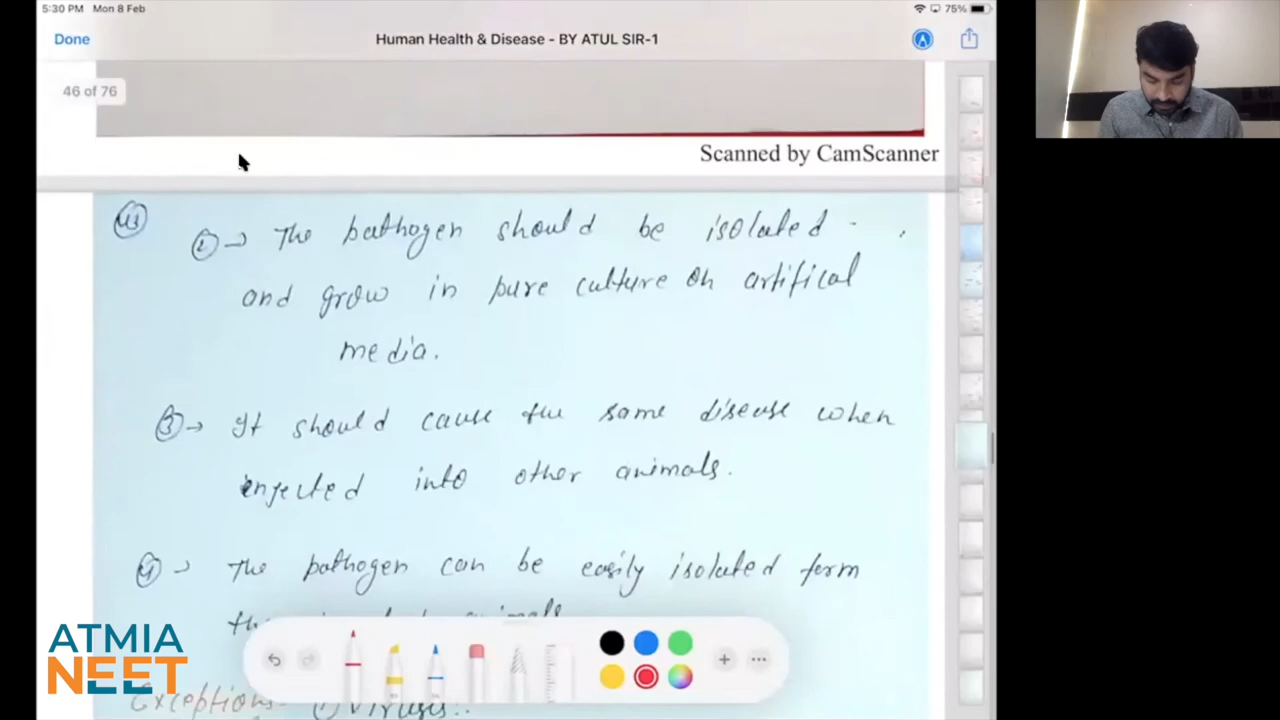 5:30 PM Mon 8 Feb
75%
Done
Human Health & Disease - BY ATUL SIR-1
46 of 76
Scanned by CamScanner
② → The pathogen should be isolated
and grow in pure culture on artifical
media.
③ → It should cause the same disease when
injected into other animals.
④ → The pathogen can be easily isolated form
animals
Exceptions - ① Viruses.
ATMIA
NEET